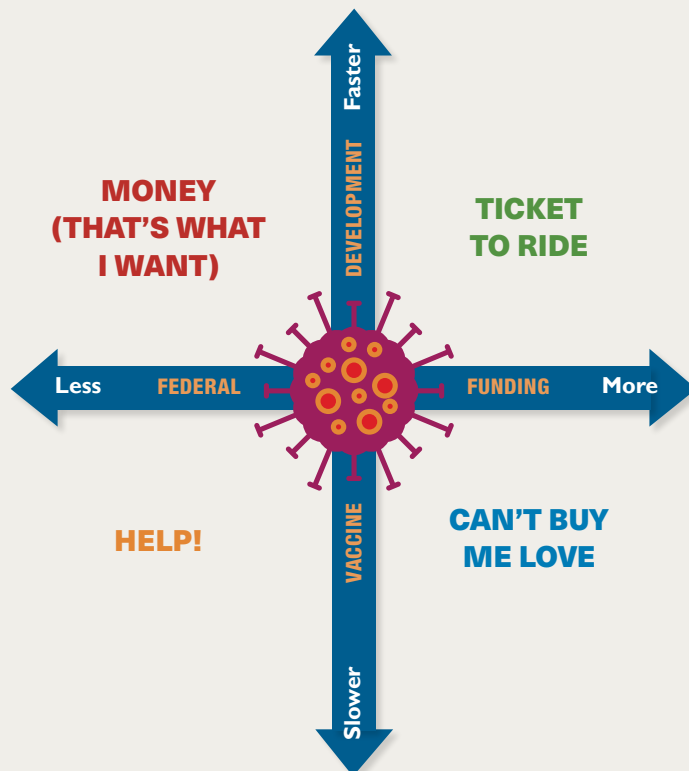 Faster
DEVELOPMENT
MONEY
(THAT'S WHAT
I WANT)
TICKET
TO RIDE
Less
FEDERAL
FUNDING
More
HELP!
VACCINE
CAN'T BUY
ME LOVE
Slower